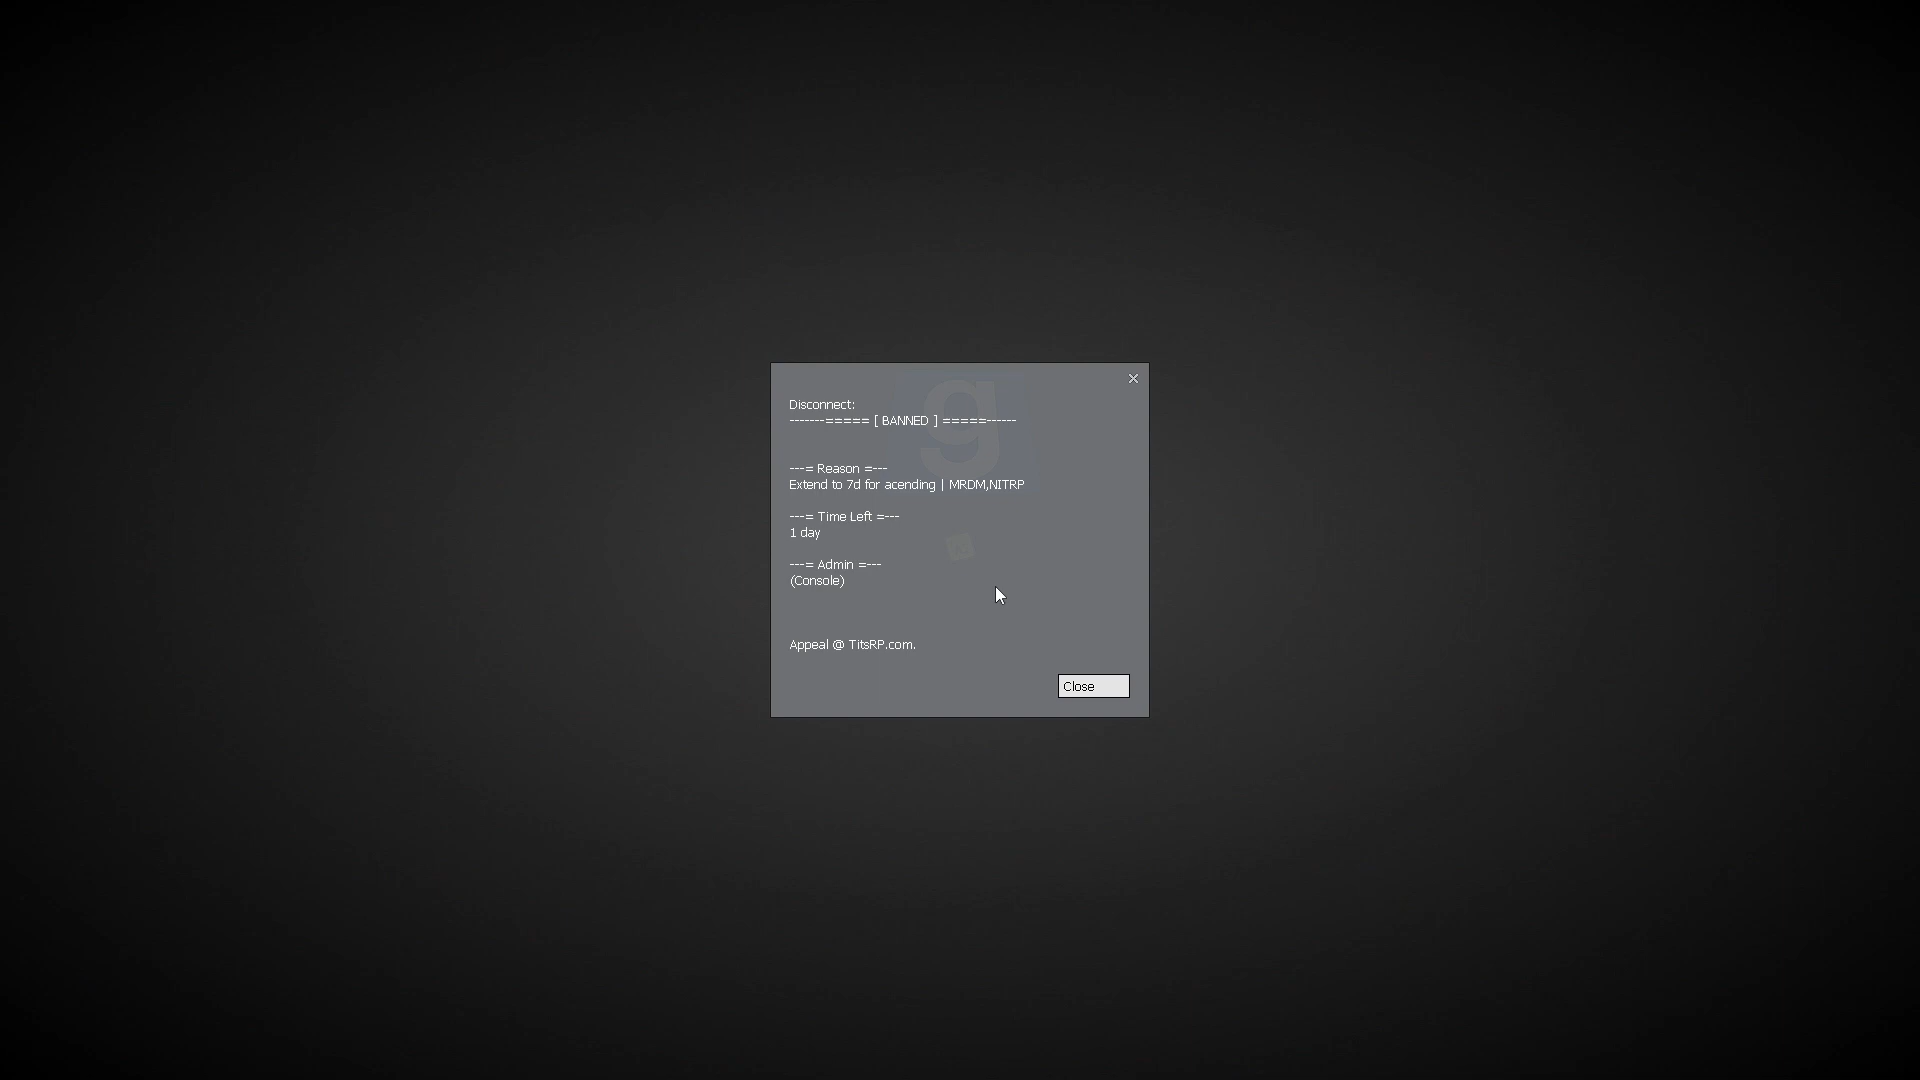 Disconnect:
-------===== [ BANNED ] =====------
---= Reason =---
Extend to 7d for acending | MRDM,NITRP
---= Time Left =---
1 day
---= Admin =---
(Console)
Appeal @ TitsRP.com.
Close
g